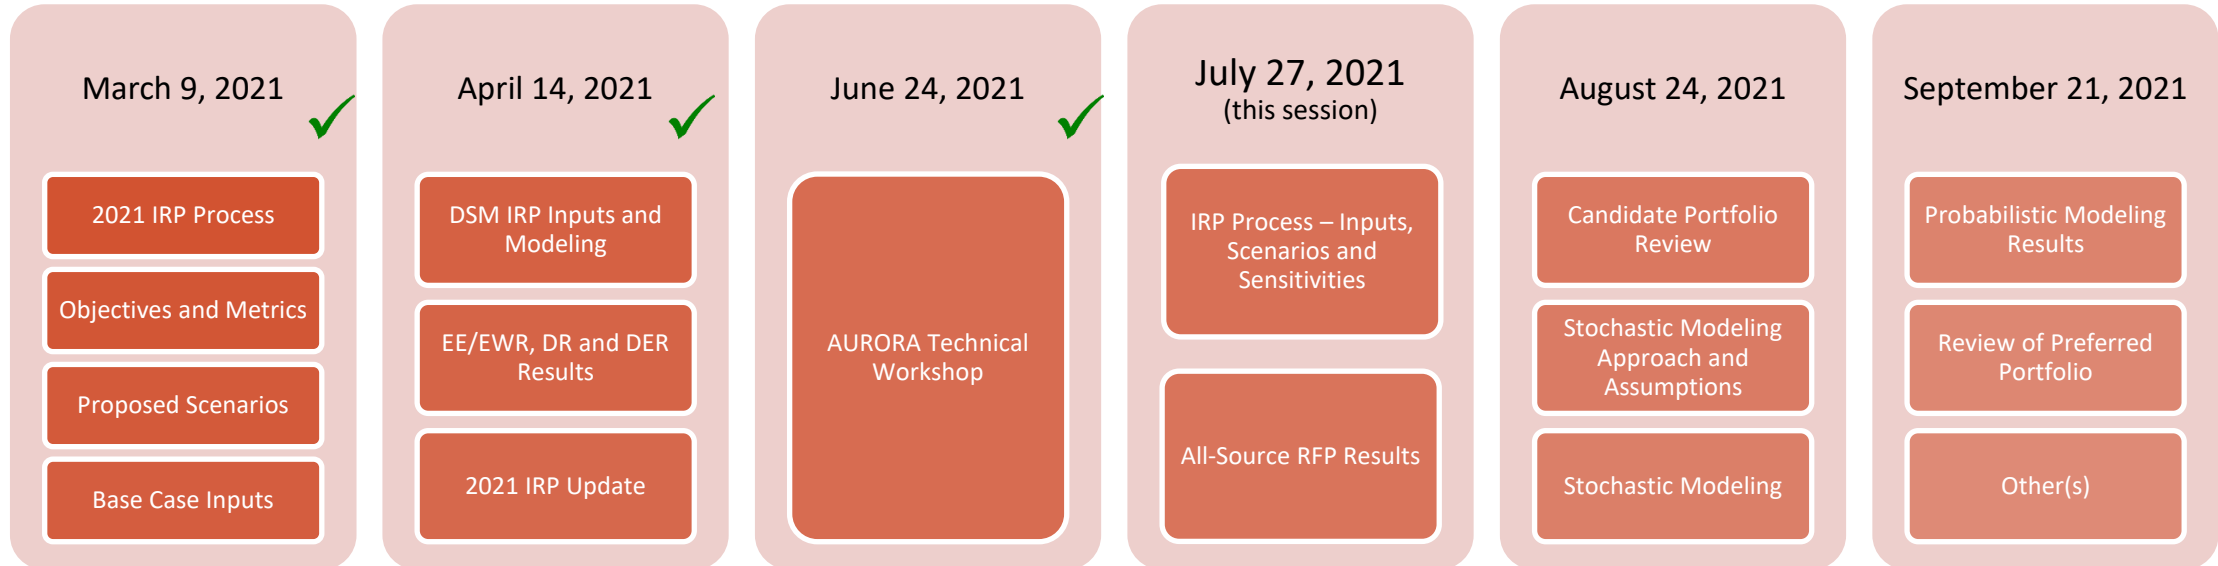 March 9, 2021
2021 IRP Process
Objectives and Metrics
Proposed Scenarios
Base Case Inputs
April 14, 2021
DSM IRP Inputs and
Modeling
EE/EWR, DR and DER
Results
2021 IRP Update
June 24, 2021
AURORA Technical
Workshop
July 27, 2021
(this session)
IRP Process – Inputs,
Scenarios and
Sensitivities
All-Source RFP Results
August 24, 2021
Candidate Portfolio
Review
Stochastic Modeling
Approach and
Assumptions
Stochastic Modeling
September 21, 2021
Probabilistic Modeling
Results
Review of Preferred
Portfolio
Other(s)